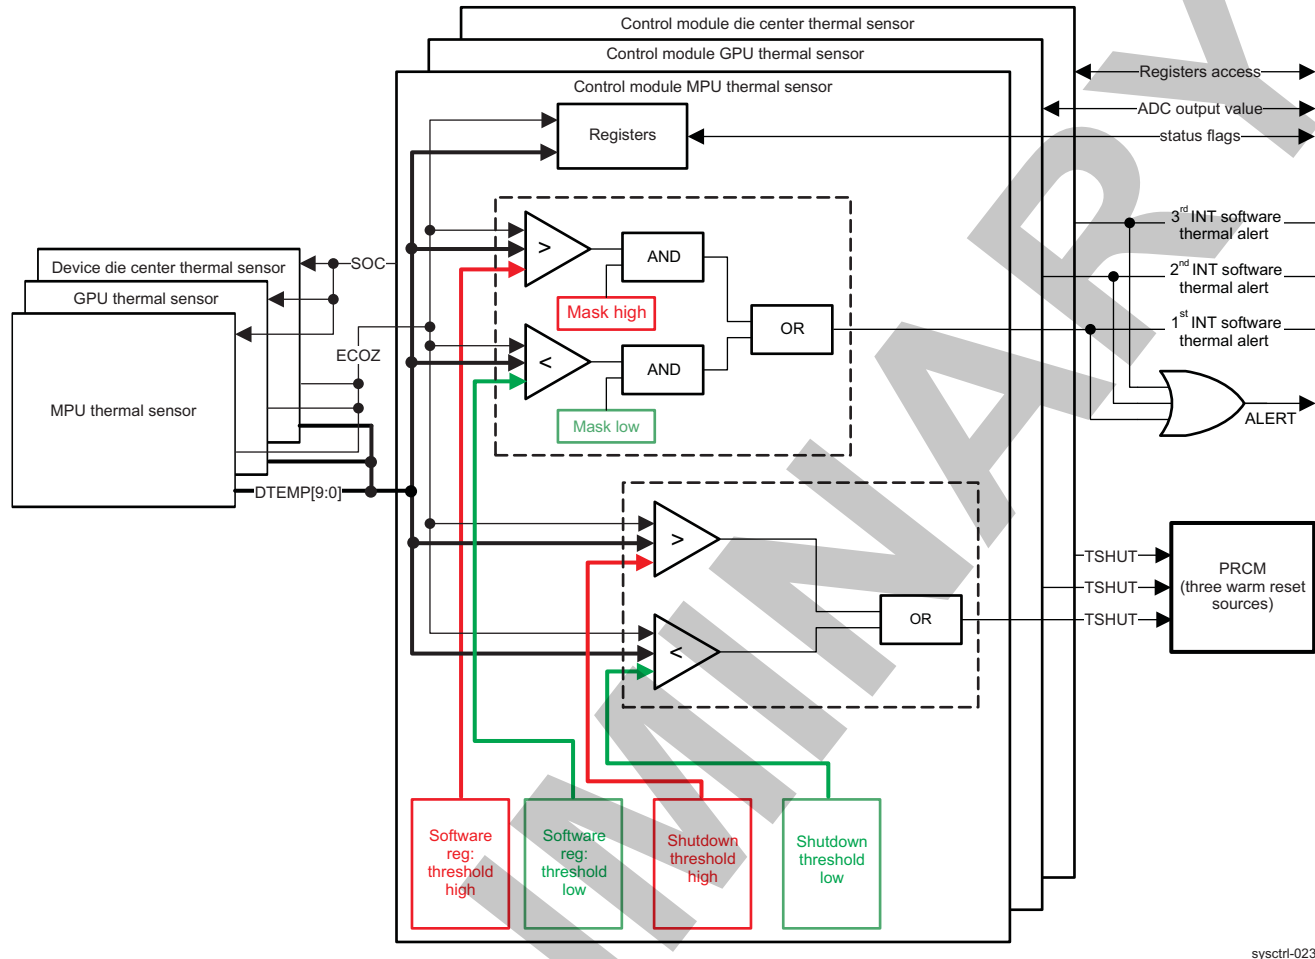 Control module die center thermal sensor
Control module GPU thermal sensor
Control module MPU thermal sensor
Registers access
ADC output value
status flags
Registers
3rd INT software
thermal alert
2nd INT software
thermal alert
1st INT software
thermal alert
>
AND
Mask high
OR
<
AND
Mask low
Device die center thermal sensor
GPU thermal sensor
MPU thermal sensor
SOC
ECOZ
DTEMP[9:0]
ALERT
>
<
OR
TSHUT
TSHUT
TSHUT
PRCM
(three warm reset
sources)
Software
reg:
threshold
high
Software
reg:
threshold
low
Shutdown
threshold
high
Shutdown
threshold
low
sysctrl-023